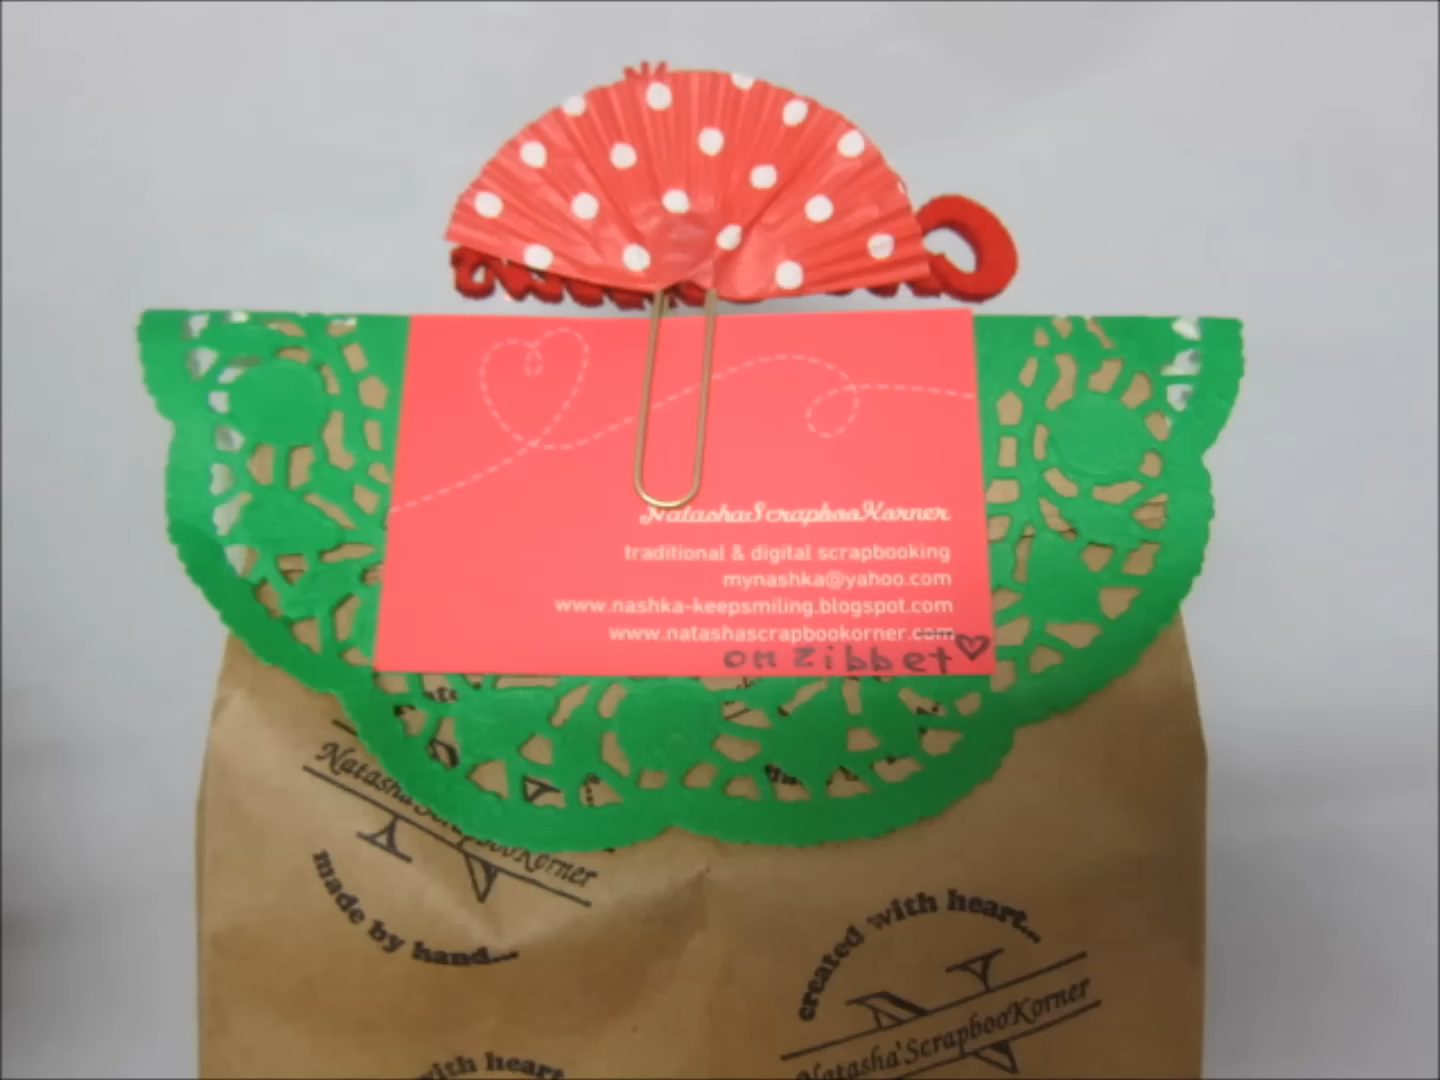 NatashaScrapbooKorner
traditional & digital scrapbooking
mynashka@yahoo.com
www.nashka-keepsmiling.blogspot.com
www.natashascrapbookorner.com
on zibbet
Natasha'ScrapbooKorner
made by hand...
created with heart...
Natasha'ScrapbooKorner
with heart